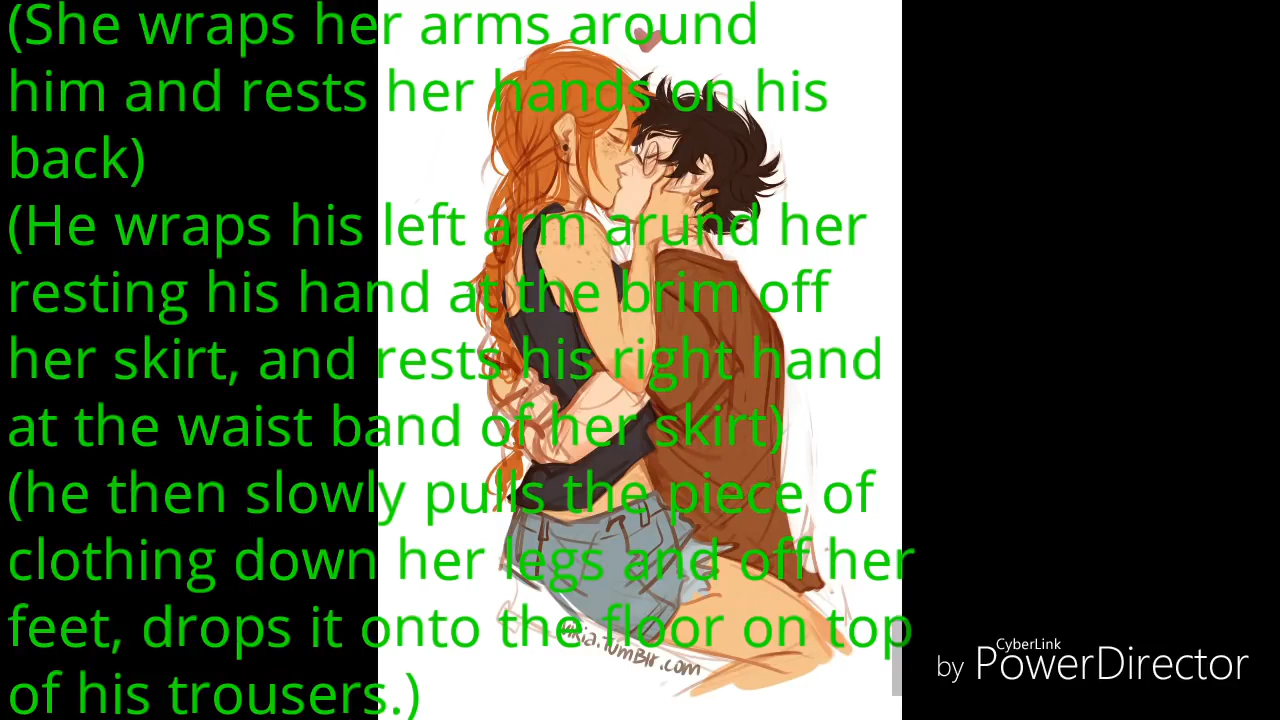 (She wraps her arms around
him and rests her hands on his
back)
(He wraps his left arm arund her
resting his hand at the brim off
her skirt, and rests his right hand
at the waist band of her skirt)
(he then slowly pulls the piece of
clothing down her legs and off her
feet, drops it onto the floor on top
of his trousers.)
.tumblr.com
CyberLink
by PowerDirector